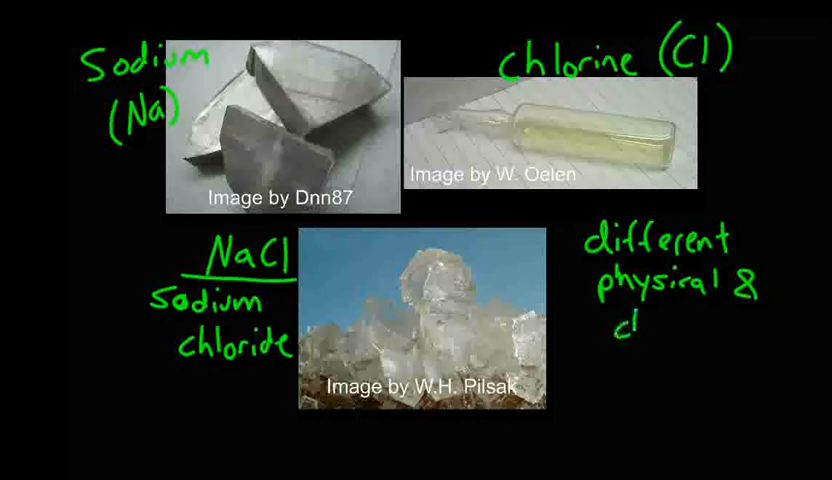 Sodium
(Na)
Image by Dnn87
Chlorine (Cl)
Image by W. Oelen
NaCl
Sodium
chloride
Image by W.H. Pilsak
different
physical &